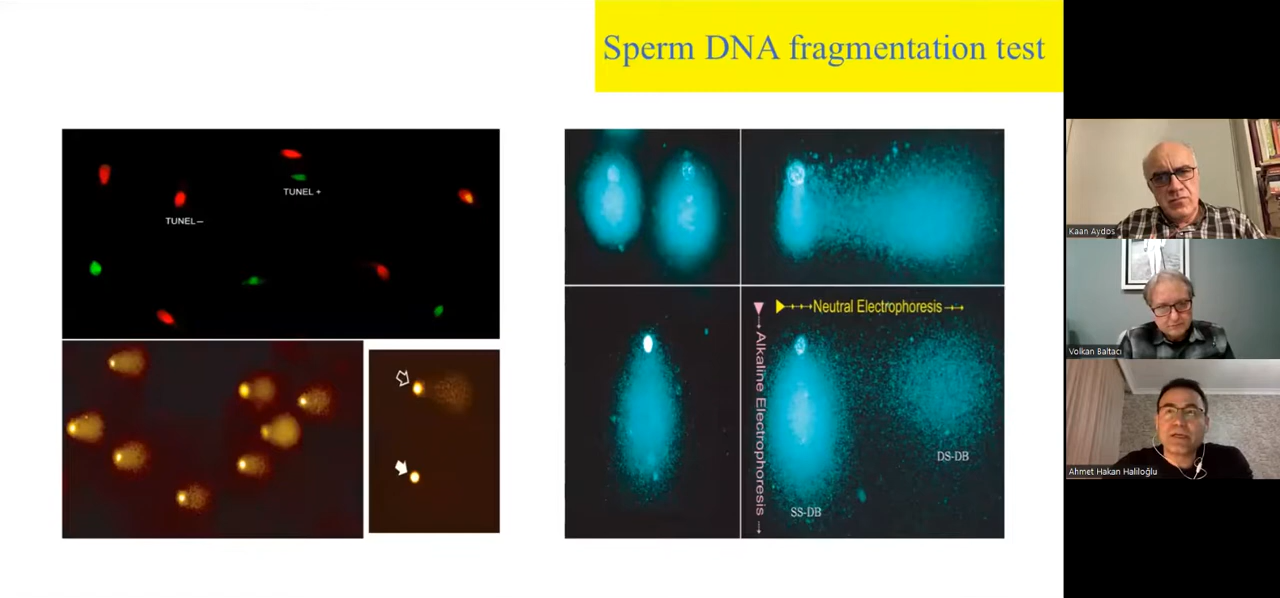 Sperm DNA fragmentation test
TUNEL +
TUNEL–
Neutral Electrophoresis
Alkaline Electrophoresis
DS-DB
SS-DB
Kaan Aydos
Volkan Baltacı
Ahmet Hakan Haliloğlu